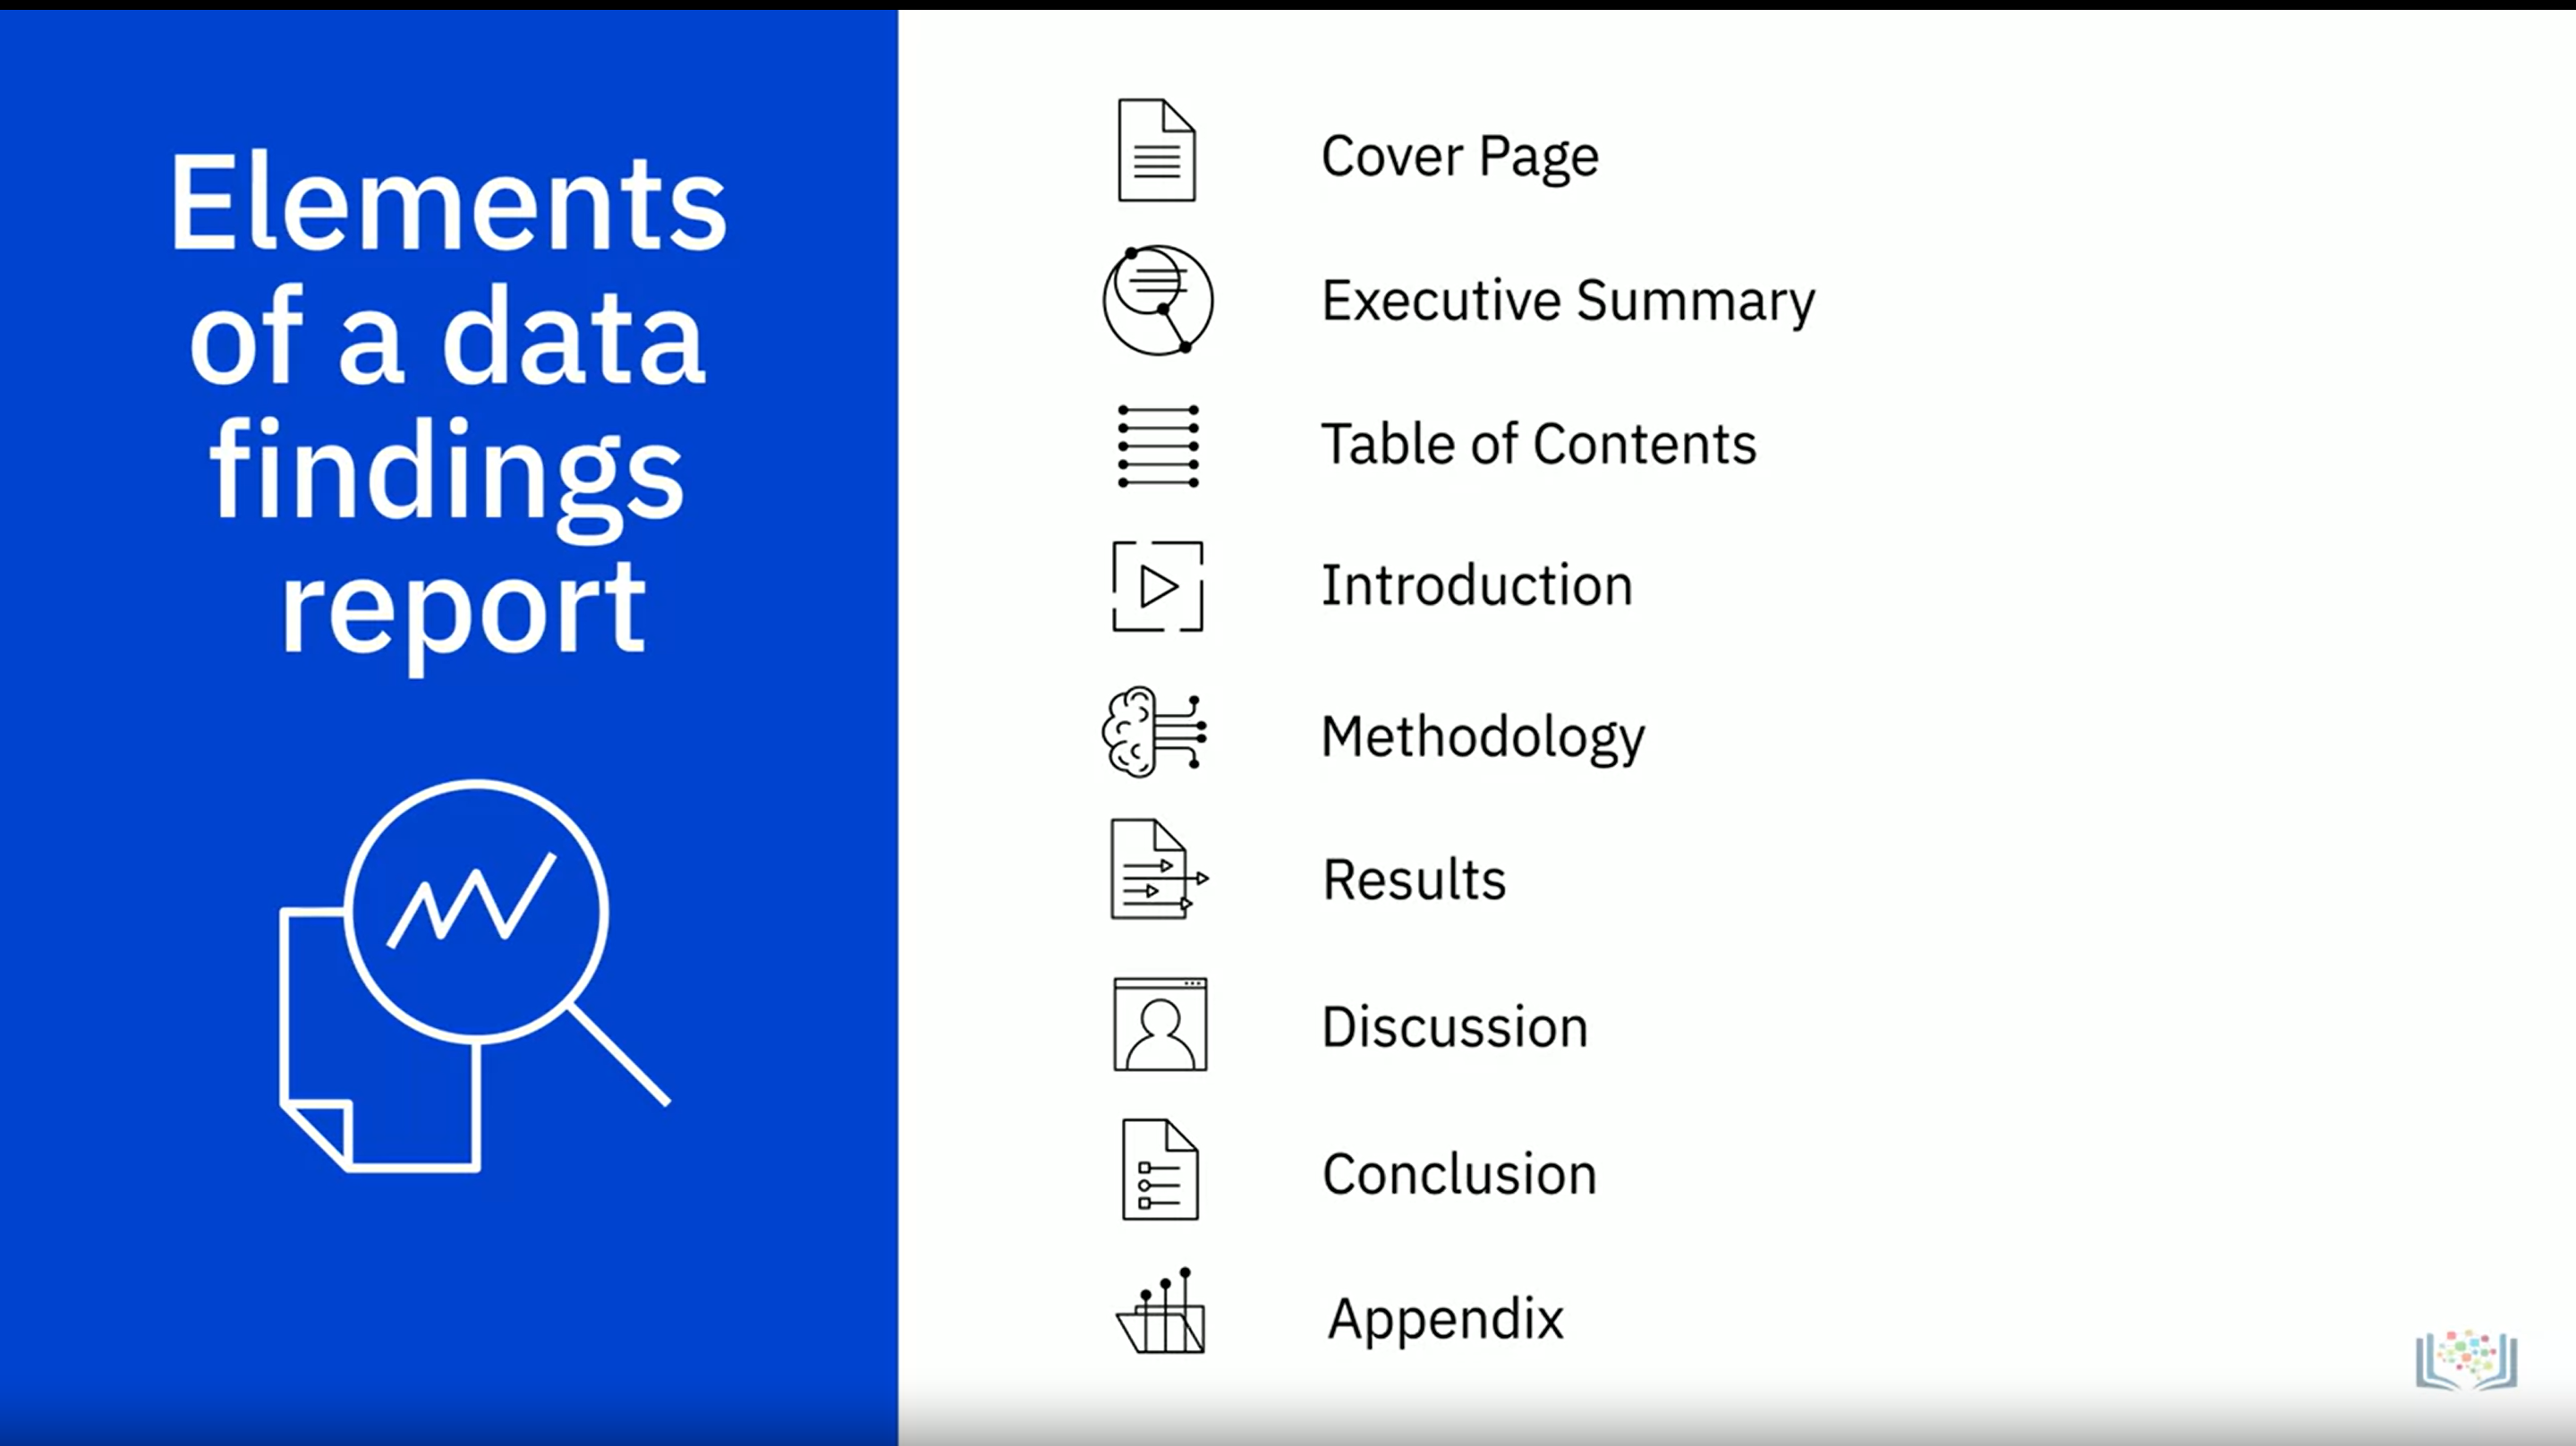 Elements
of a data
findings
report
Cover Page
Executive Summary
Table of Contents
Introduction
Methodology
Results
Discussion
Conclusion
Appendix